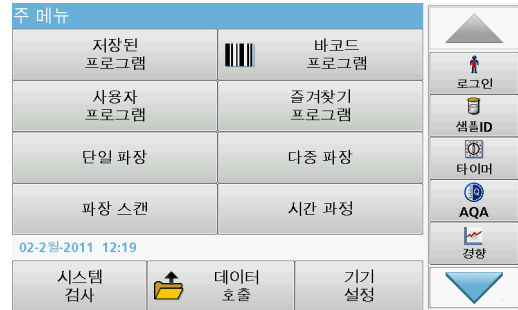 주 메뉴
저장된
프로그램
바코드
프로그램
사용자
프로그램
즐겨찾기
프로그램
단일 파장
다중 파장
파장 스캔
시간 과정
02-2월-2011 12:19
시스템
검사
데이터
호출
기기
설정
로그인
샘플ID
타이머
AQA
경향